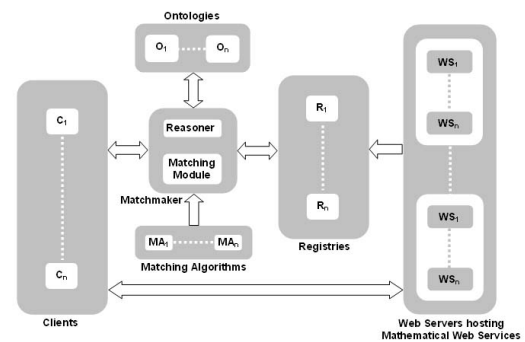 Ontologies
O1 On
C1
Cn
Clients
Reasoner
Matching
Module
Matchmaker
MA1 MAn
Matching Algorithms
R1
Rn
Registries
WS1
WSn
WS1
WSn
Web Servers hosting
Mathematical Web Services